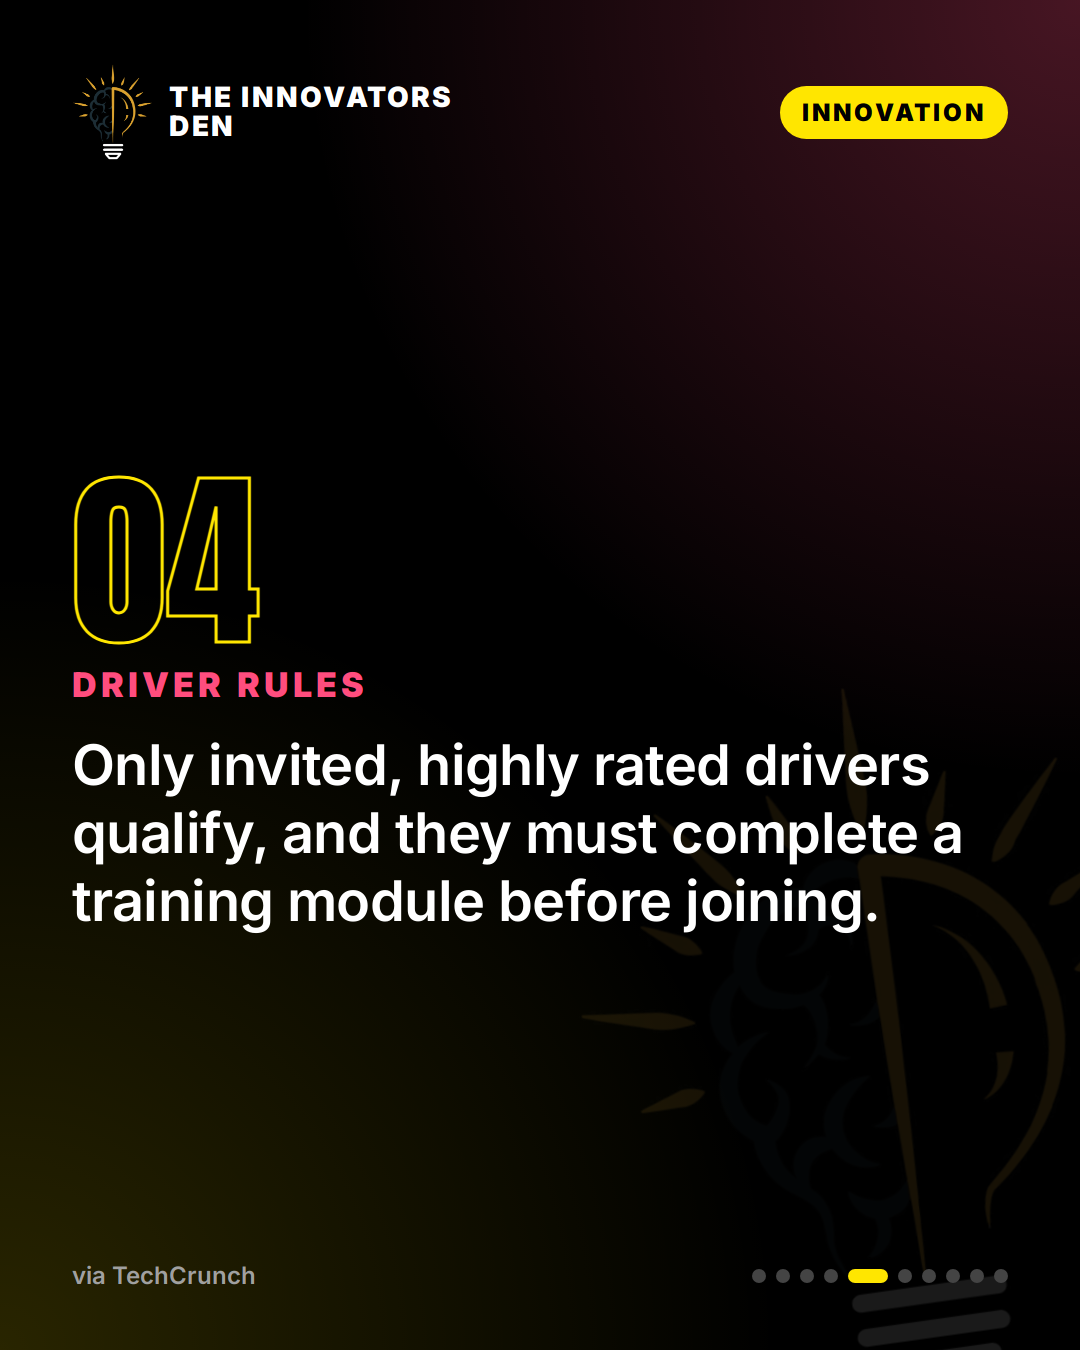 THE INNOVATORS
DEN
INNOVATION
04
DRIVER RULES
Only invited, highly rated drivers
qualify, and they must complete a
training module before joining.
via TechCrunch